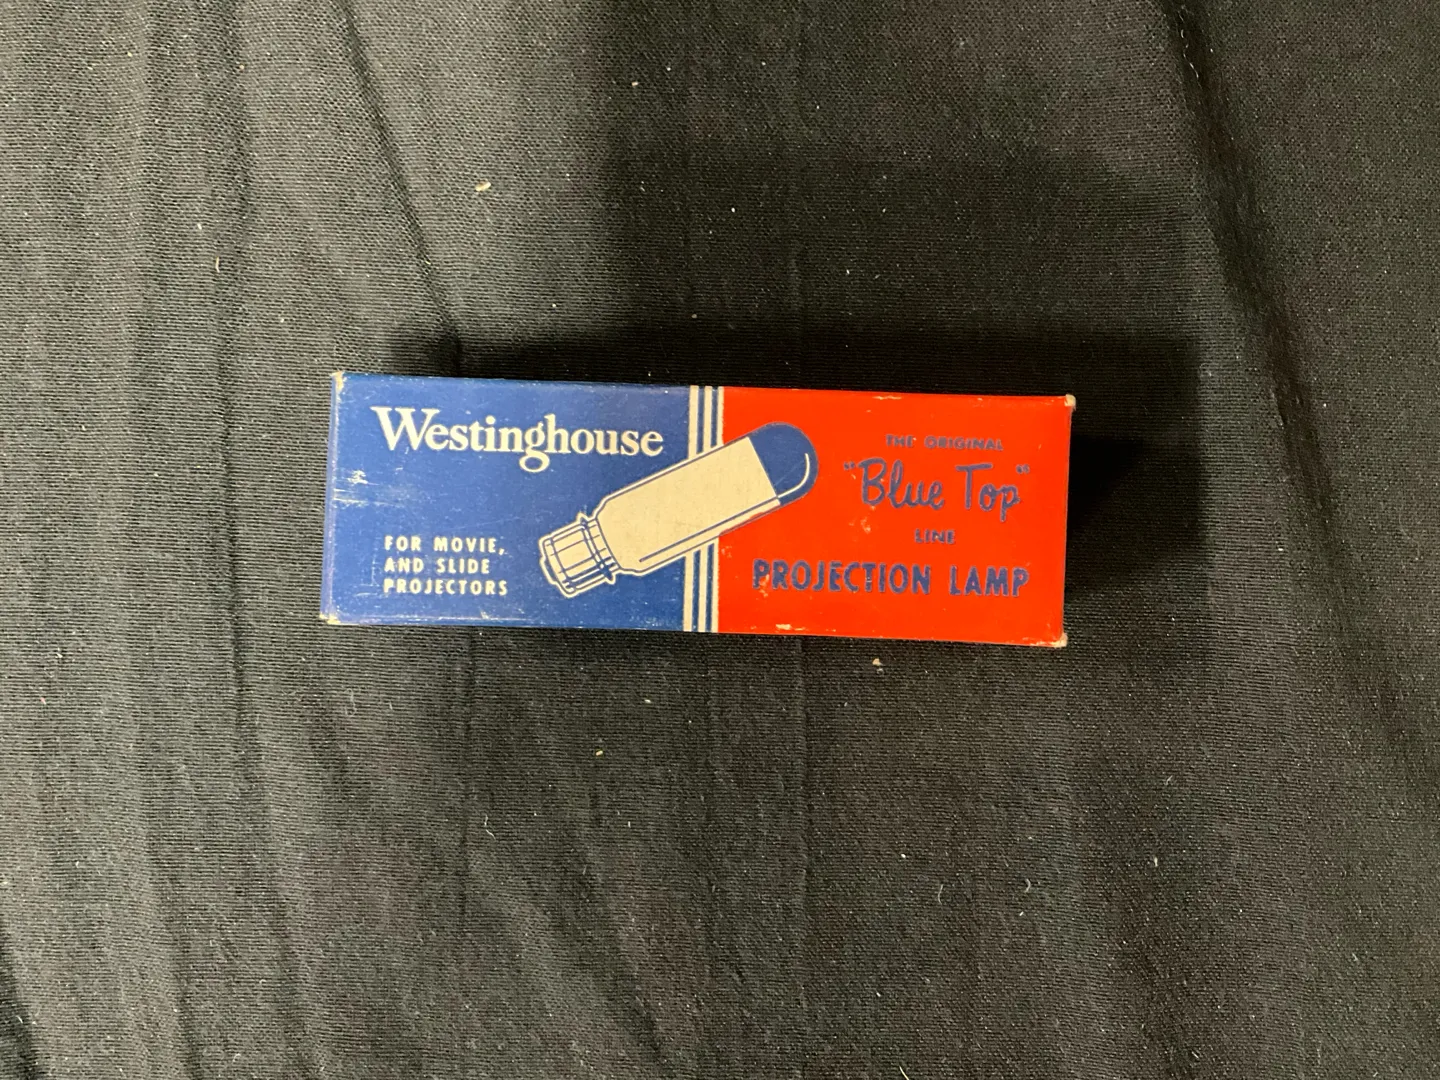 Westinghouse
FOR MOVIE,
AND SLIDE
PROJECTORS
THE ORIGINAL
"Blue Top"
LINE
PROJECTION LAMP